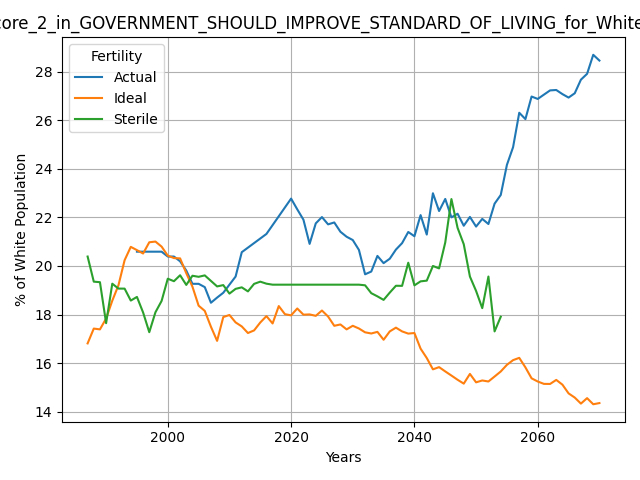 core_2_in_GOVERNMENT_SHOULD_IMPROVE_STANDARD_OF_LIVING_for_White
Fertility
Actual
Ideal
Sterile
% of White Population
28
26
24
22
20
18
16
14
2000
2020
2040
2060
Years